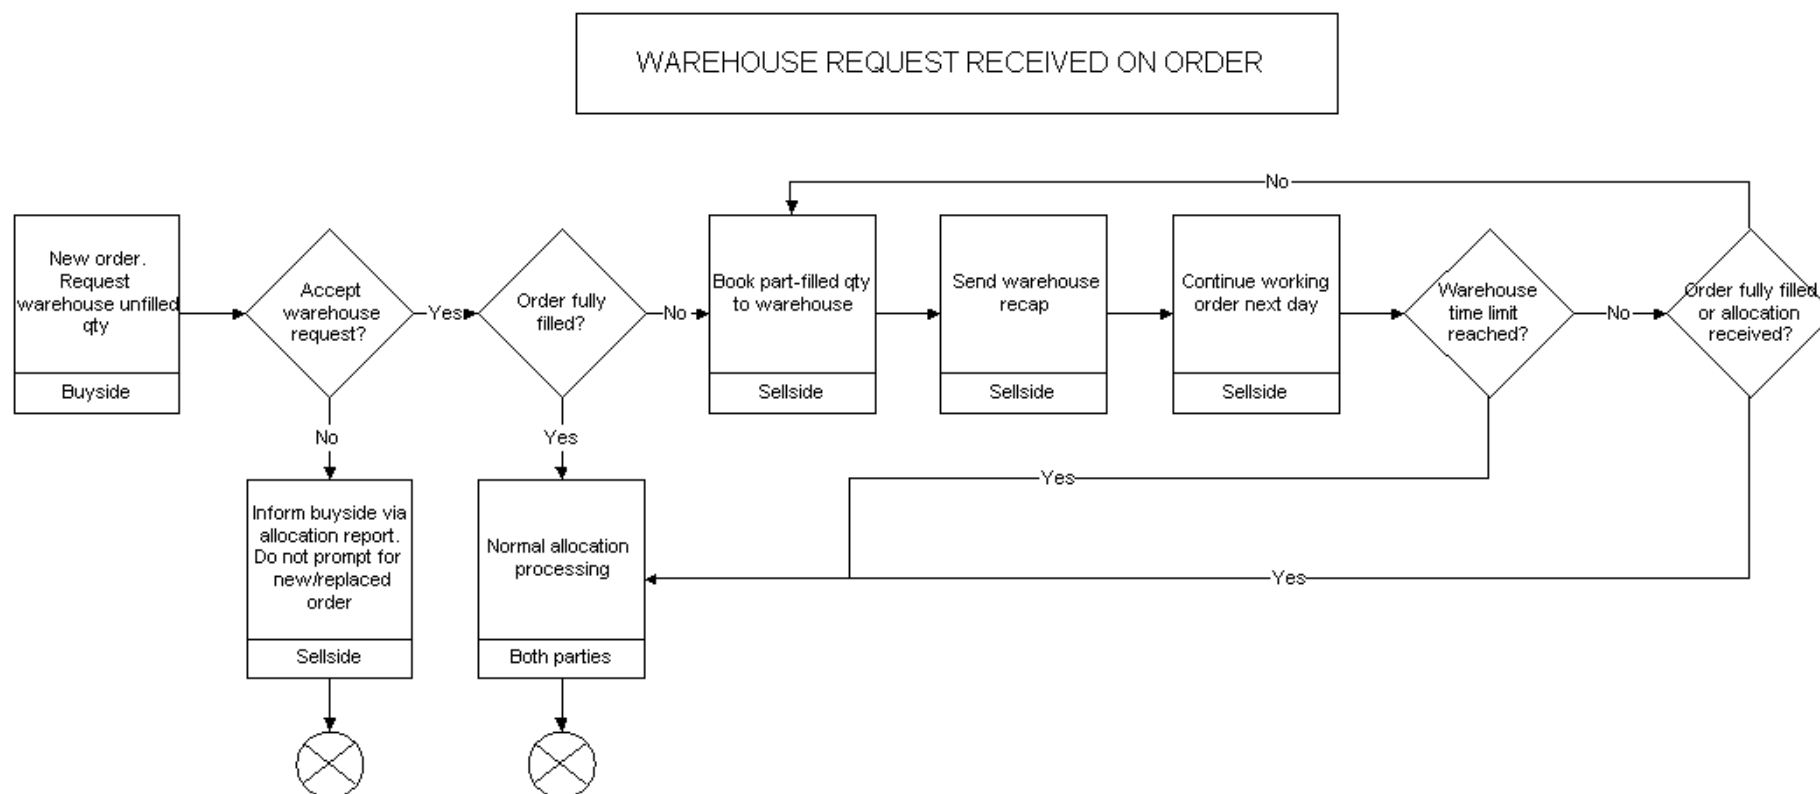 WAREHOUSE REQUEST RECEIVED ON ORDER
No
New order.
Request
warehouse unfilled
qty
Buyside
Accept
warehouse
request?
Yes
Order fully
filled?
No
Book part-filled qty
to warehouse
Sellside
Send warehouse
recap
Sellside
Continue working
order next day
Sellside
Warehouse
time limit
reached?
No
Order fully filled
or allocation
received?
No
Yes
Yes
Inform buyside via
allocation report.
Do not prompt for
new/replaced
order
Sellside
Normal allocation
processing
Both parties
Yes